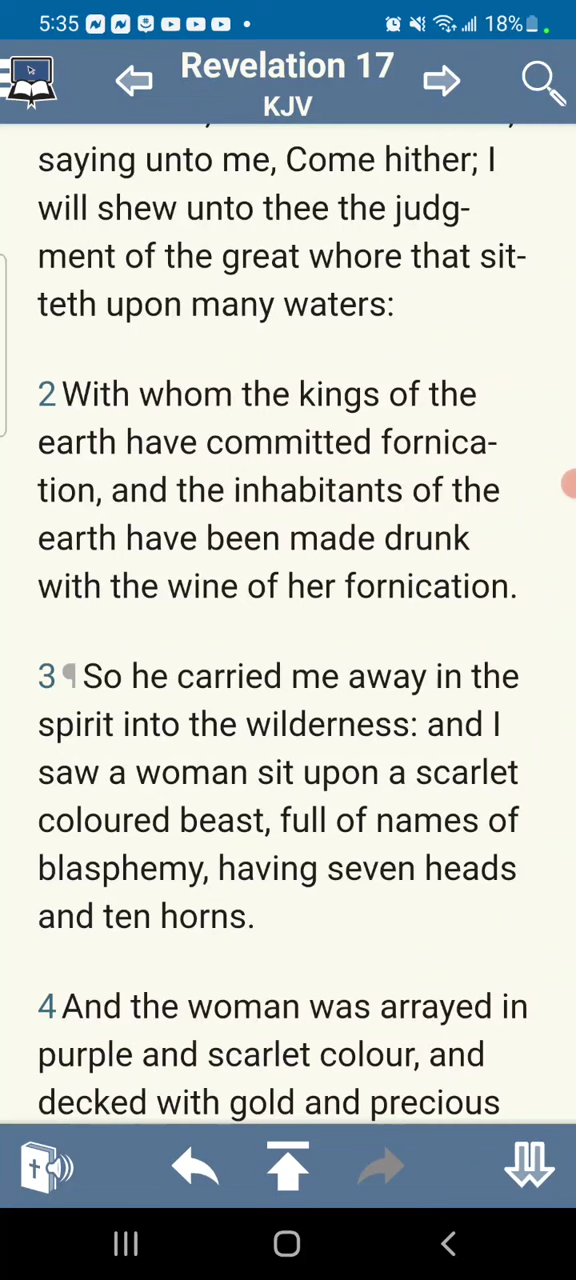 5:35
18%
Revelation 17
KJV
saying unto me, Come hither; I
will shew unto thee the judg-
ment of the great whore that sit-
teth upon many waters:
2 With whom the kings of the
earth have committed fornica-
tion, and the inhabitants of the
earth have been made drunk
with the wine of her fornication.
3 ¶ So he carried me away in the
spirit into the wilderness: and I
saw a woman sit upon a scarlet
coloured beast, full of names of
blasphemy, having seven heads
and ten horns.
4 And the woman was arrayed in
purple and scarlet colour, and
decked with gold and precious